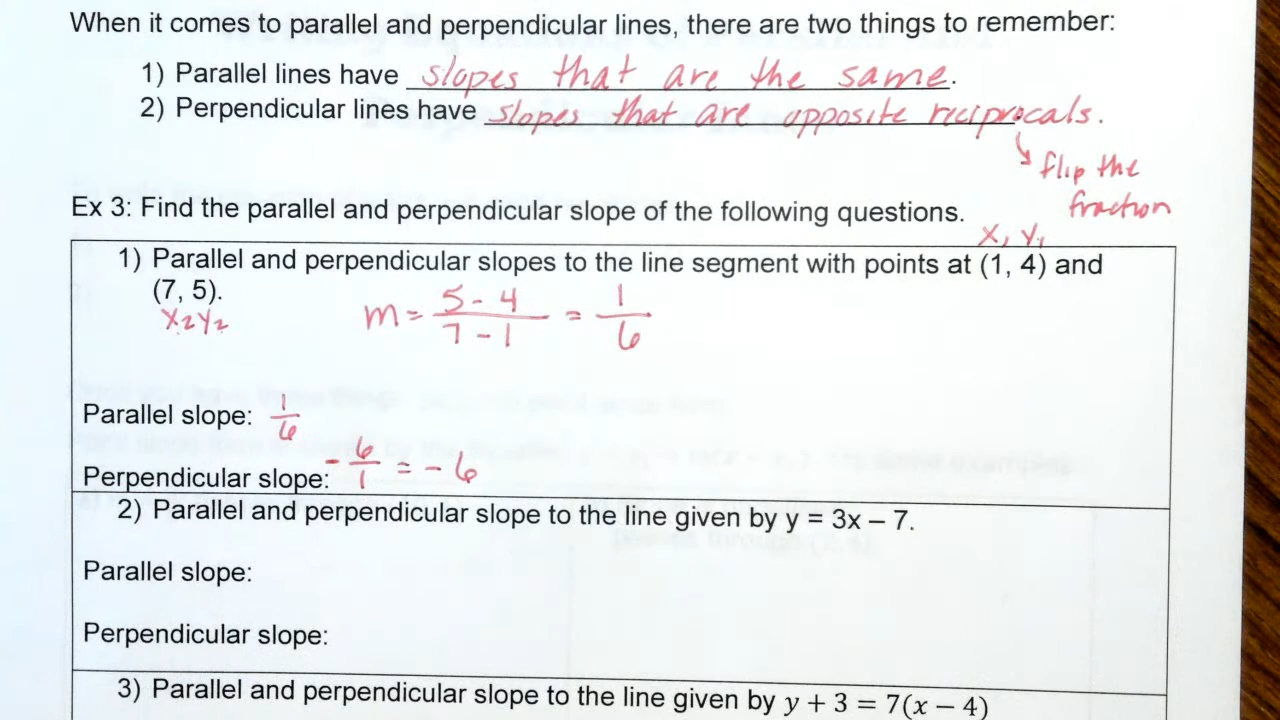 When it comes to parallel and perpendicular lines, there are two things to remember:
1) Parallel lines have slopes that are the same.
2) Perpendicular lines have slopes that are opposite reciprocals.
↘ flip the
fraction
Ex 3: Find the parallel and perpendicular slope of the following questions.
x₁ y₁
1) Parallel and perpendicular slopes to the line segment with points at (1, 4) and
(7, 5).
x₂ y₂
m = (5 - 4)/(7 - 1) = 1/6
Parallel slope: 1/6
Perpendicular slope: - 6/1 = - 6
2) Parallel and perpendicular slope to the line given by y = 3x – 7.
Parallel slope:
Perpendicular slope:
3) Parallel and perpendicular slope to the line given by y + 3 = 7(x − 4)